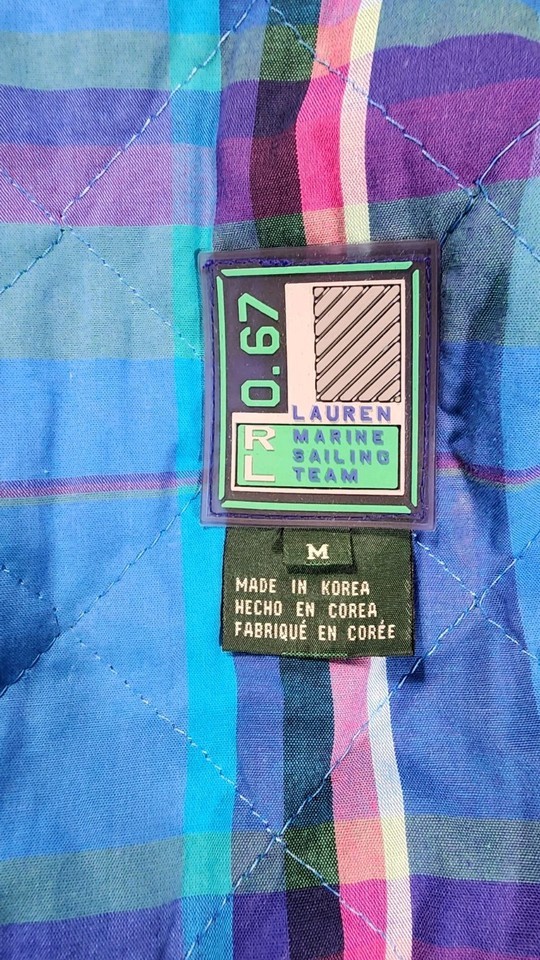 0.67
LAUREN
RL
MARINE
SAILING
TEAM
M
MADE IN KOREA
HECHO EN COREA
FABRIQUÉ EN CORÉE